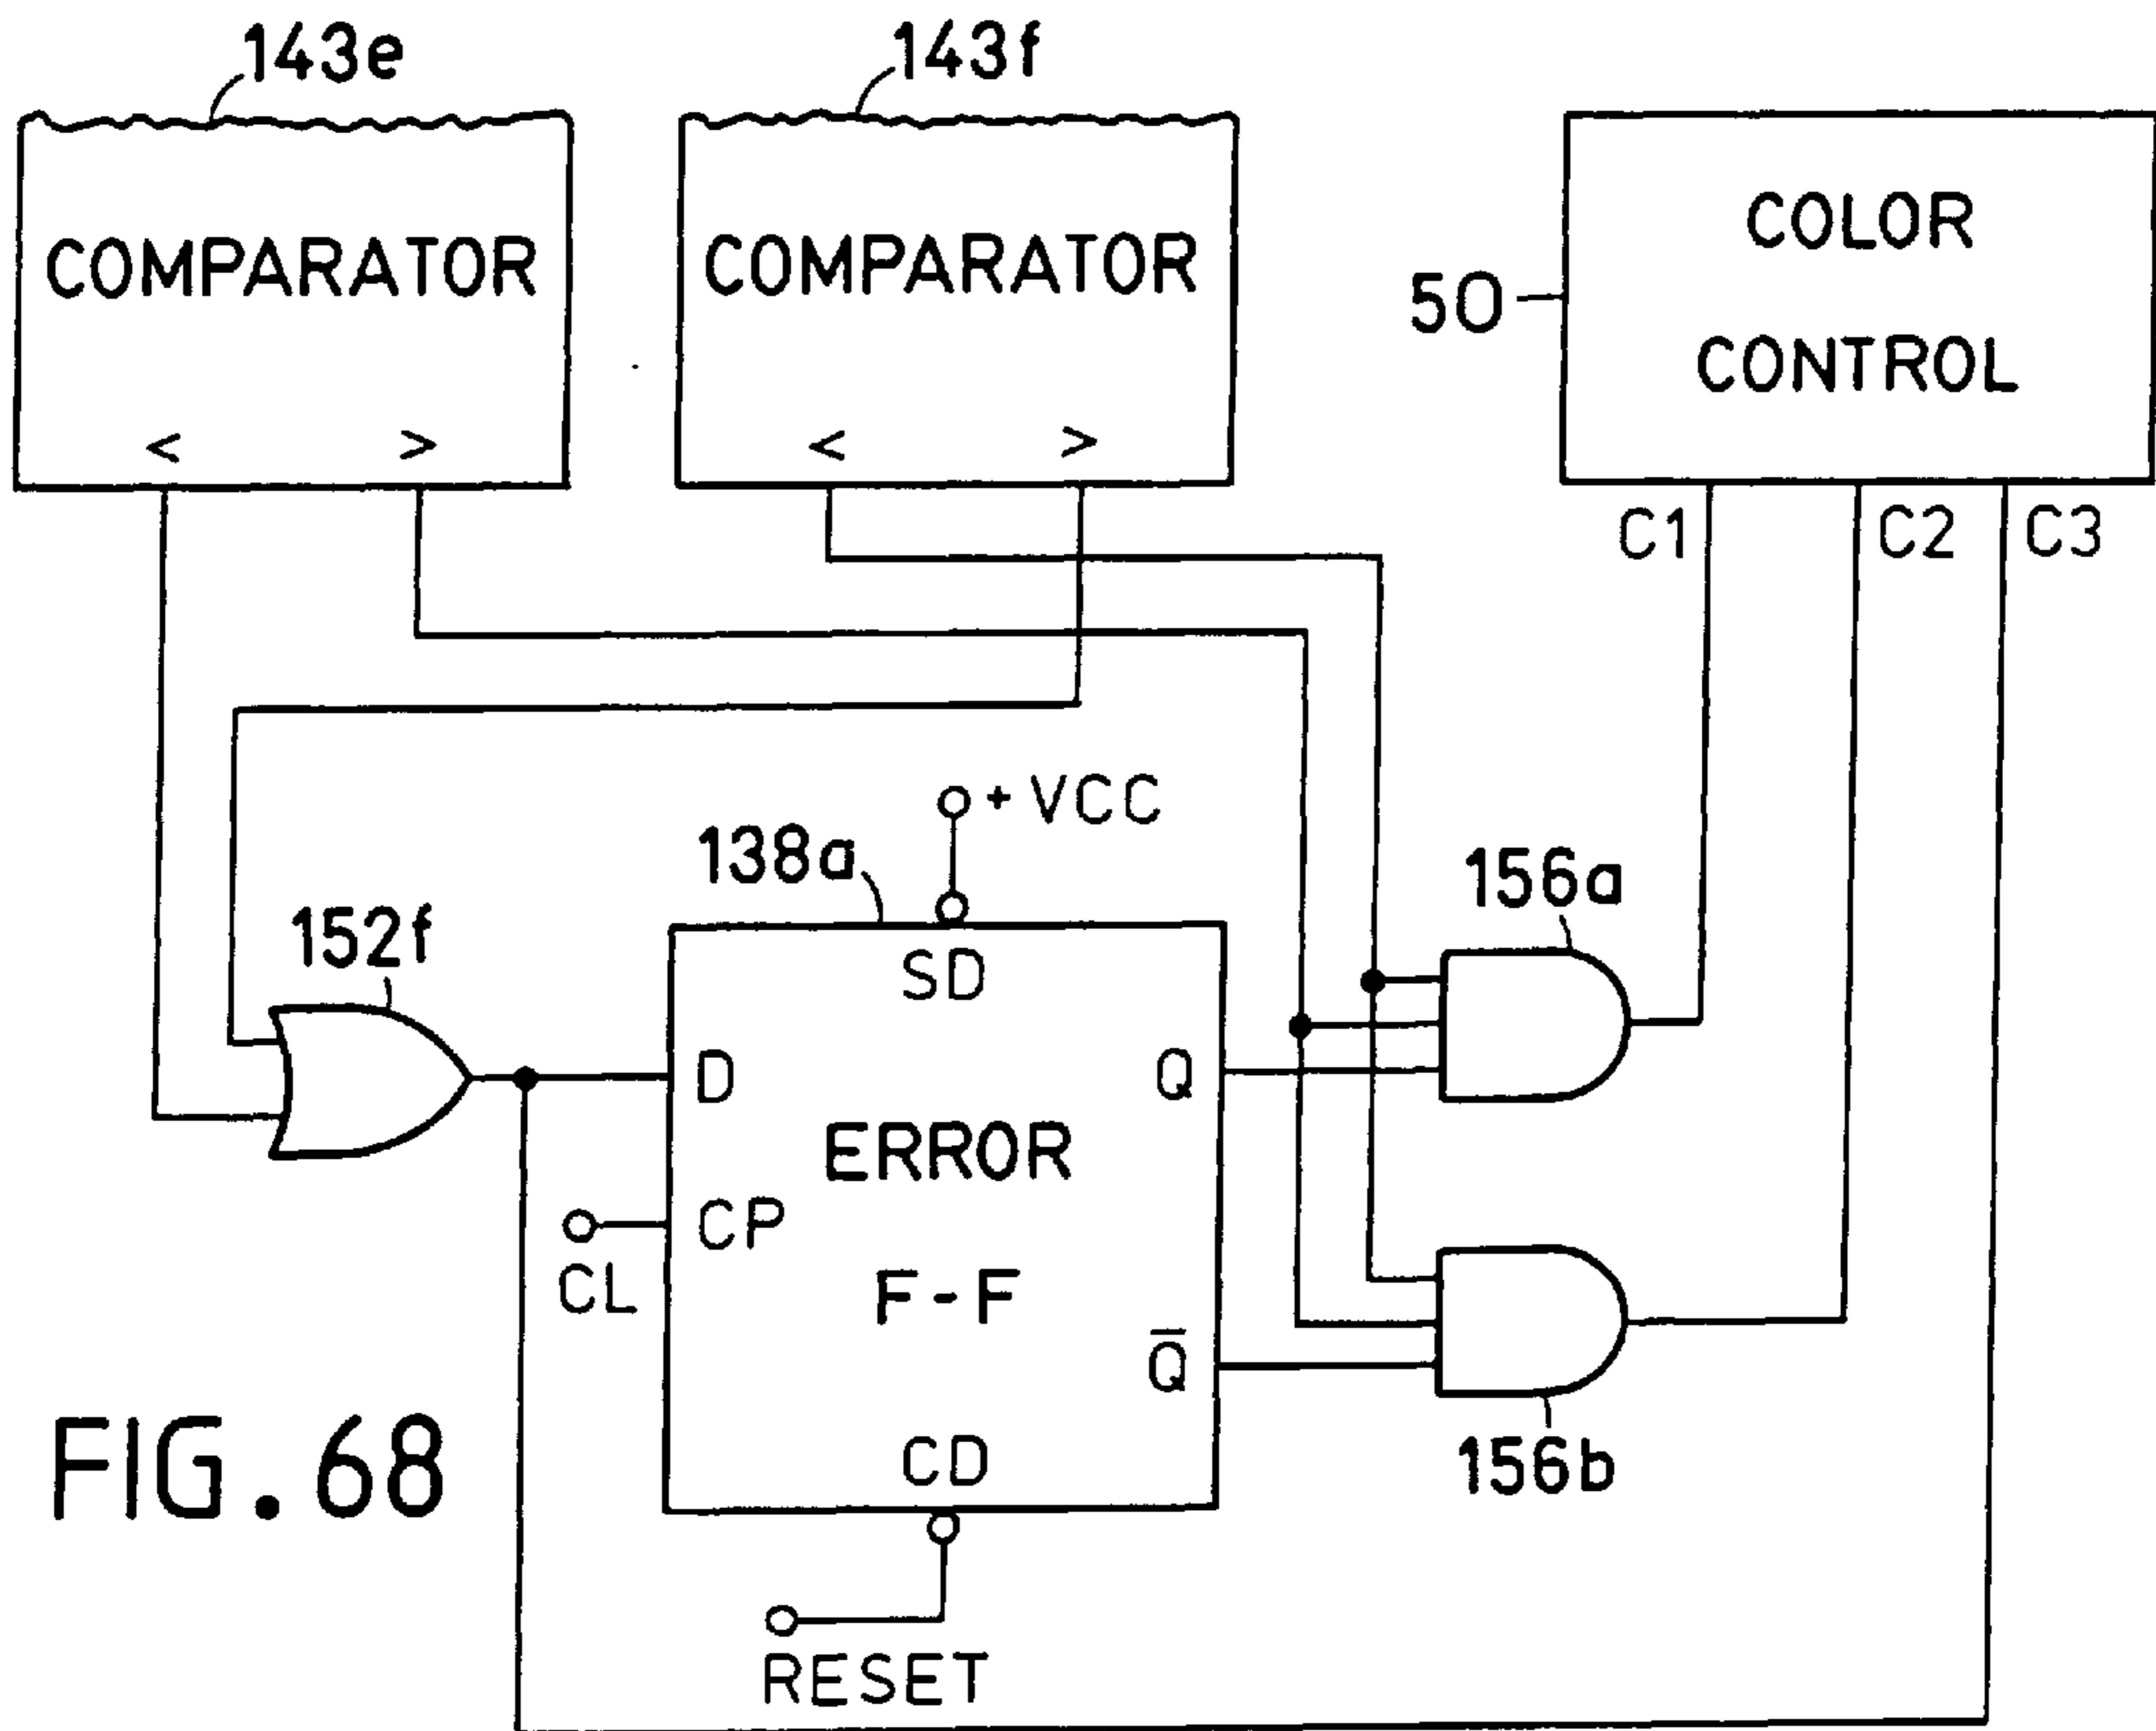 143e
143f
COMPARATOR
COMPARATOR
COLOR
CONTROL
50
< >
< >
C1 C2 C3
+ VCC
138a
156a
152f
SD
D
Q
ERROR
CP
CL
F-F
Q̅
CD
156b
FIG. 68
RESET